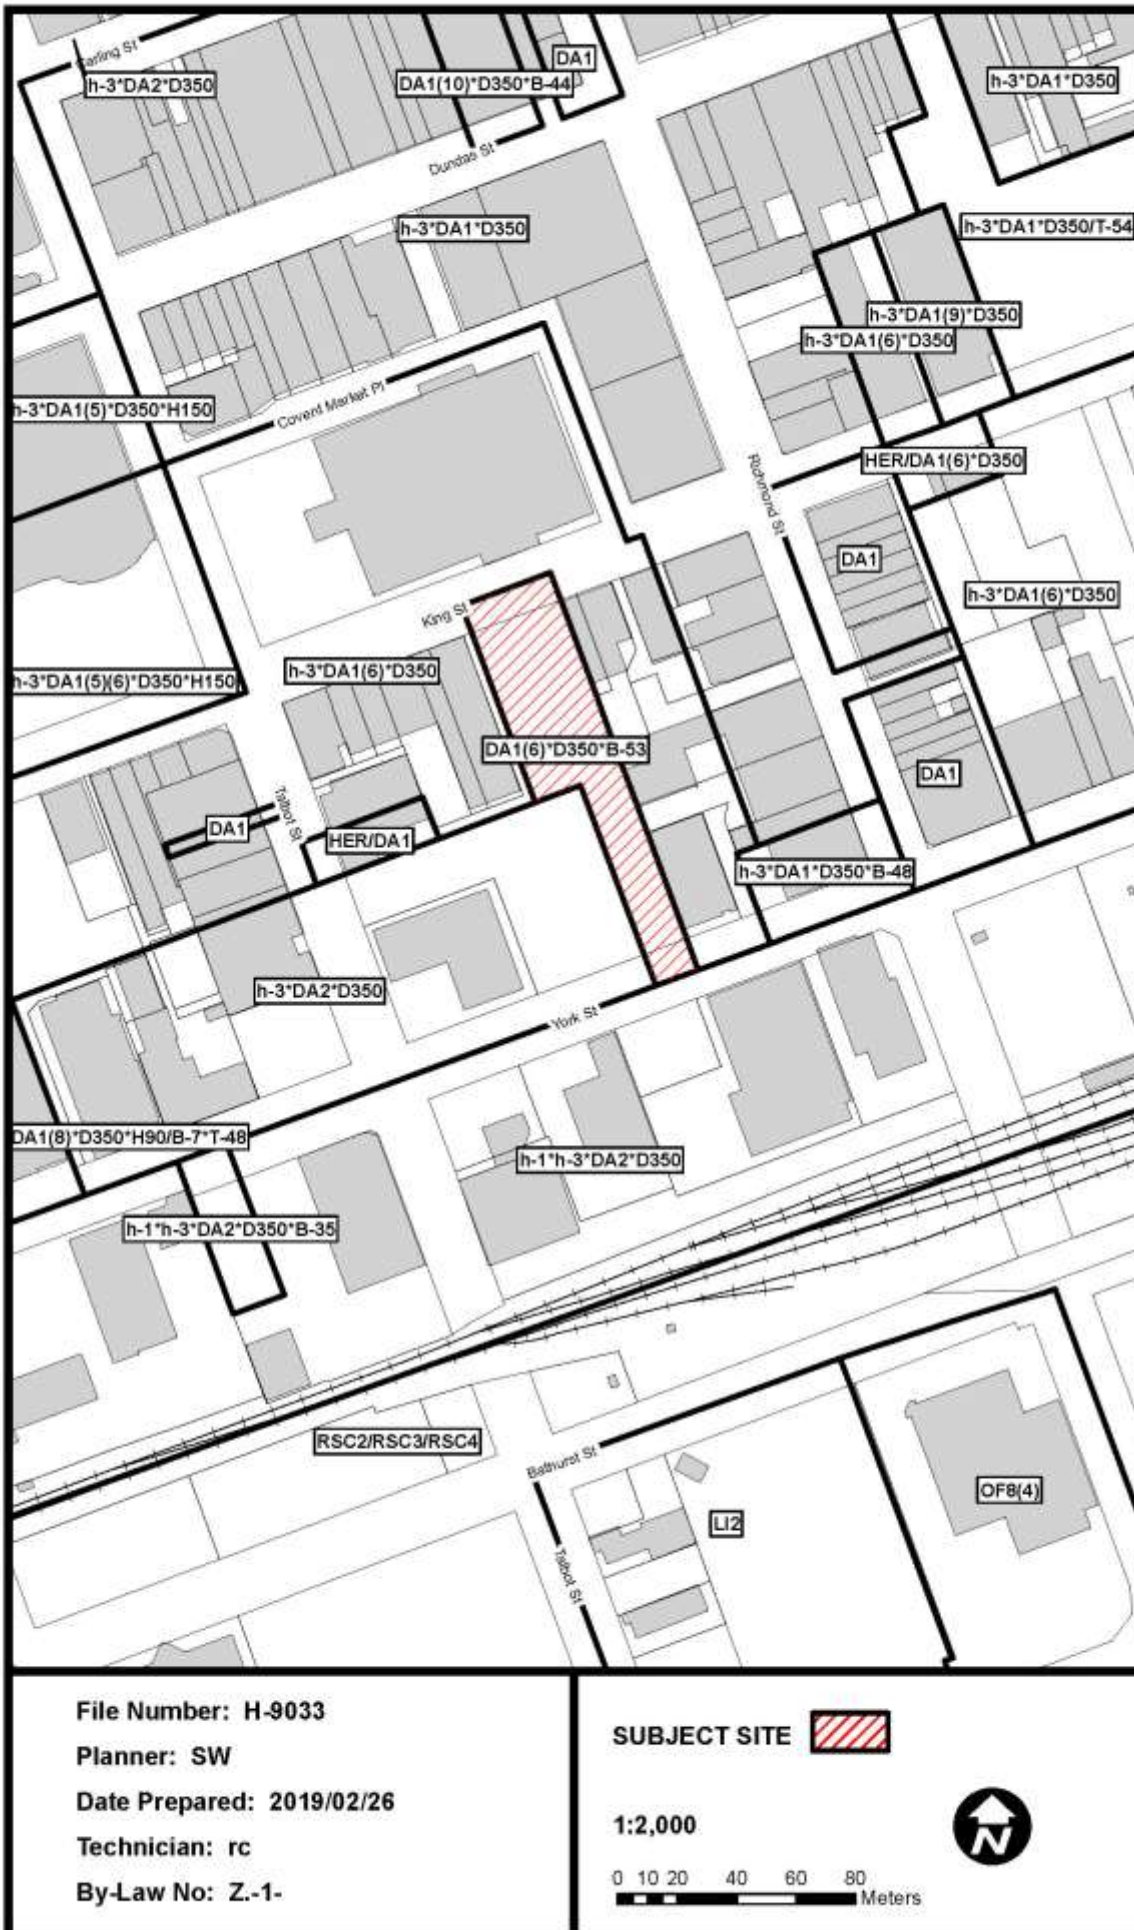 Carling St
h-3*DA2*D350
DA1(10)*D350*B-44
DA1
h-3*DA1*D350
Dundas St
h-3*DA1*D350
h-3*DA1*D350/T-54
h-3*DA1(9)*D350
h-3*DA1(6)*D350
h-3*DA1(5)*D350*H150
Covent Market Pl
HER/DA1(6)*D350
Richmond St
DA1
h-3*DA1(6)*D350
King St
h-3*DA1(6)*D350
h-3*DA1(5)(6)*D350*H150
DA1(6)*D350*B-53
DA1
Talbot St
DA1
HER/DA1
h-3*DA1*D350*B-48
h-3*DA2*D350
York St
DA1(8)*D350*H90/B-7*T-48
h-1*h-3*DA2*D350
h-1*h-3*DA2*D350*B-35
RSC2/RSC3/RSC4
Bathurst St
OF8(4)
LI2
Talbot St
File Number: H-9033
Planner: SW
Date Prepared: 2019/02/26
Technician: rc
By-Law No: Z.-1-
SUBJECT SITE
1:2,000
N
0 10 20 40 60 80
Meters